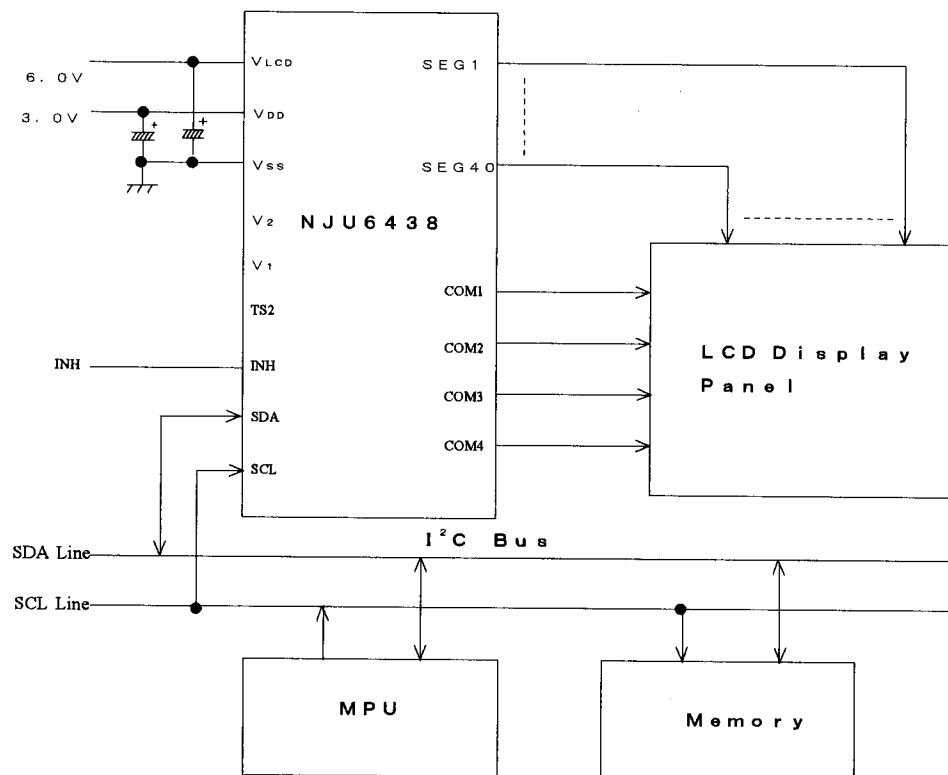 VLCD
SEG1
6.0V
3.0V
VDD
VSS
SEG40
NJU6438
V2
V1
COM1
TS2
COM2
LCD Display
Panel
INH
INH
COM3
SDA
COM4
SCL
I²C Bus
SDA Line
SCL Line
MPU
Memory